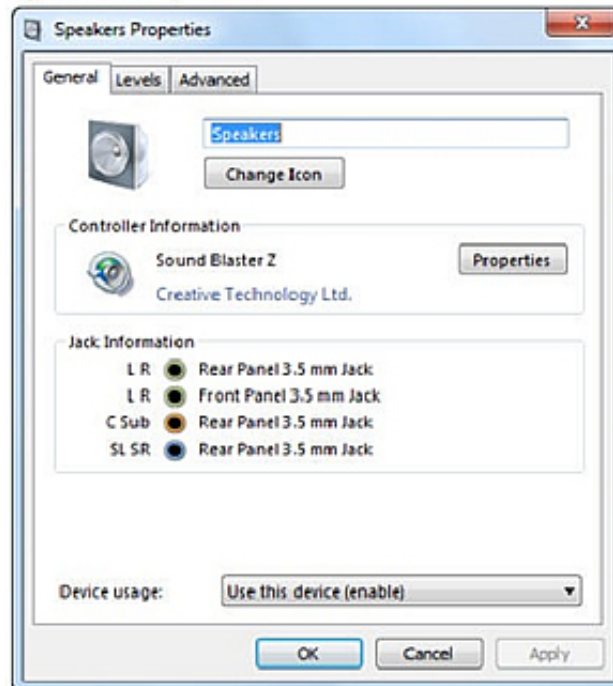 Speakers Properties
General Levels Advanced
Speakers
Change Icon
Controller Information
Sound Blaster Z
Properties
Creative Technology Ltd.
Jack Information
L R Rear Panel 3.5 mm Jack
L R Front Panel 3.5 mm Jack
C Sub Rear Panel 3.5 mm Jack
SL SR Rear Panel 3.5 mm Jack
Device usage: Use this device (enable)
OK Cancel Apply